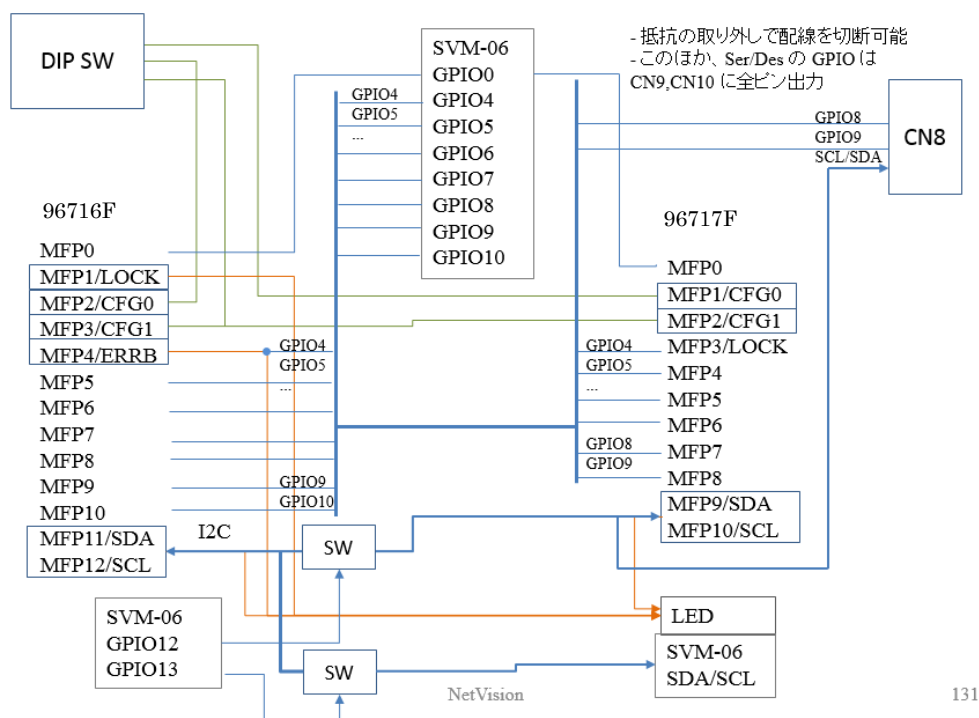 DIP SW
SVM-06
GPIO0
GPIO4
GPIO5
GPIO6
GPIO7
GPIO8
GPIO9
GPIO10
- 抵抗の取り外しで配線を切断可能
- このほか、Ser/Des の GPIO は
CN9,CN10 に全ピン出力
GPIO4
GPIO5
...
GPIO8
GPIO9
SCL/SDA
CN8
96716F
MFP0
MFP1/LOCK
MFP2/CFG0
MFP3/CFG1
MFP4/ERRB
MFP5
MFP6
MFP7
MFP8
MFP9
MFP10
MFP11/SDA
MFP12/SCL
GPIO4
GPIO5
...
GPIO9
GPIO10
96717F
MFP0
MFP1/CFG0
MFP2/CFG1
MFP3/LOCK
MFP4
MFP5
MFP6
MFP7
MFP8
MFP9/SDA
MFP10/SCL
GPIO4
GPIO5
...
GPIO8
GPIO9
I2C
SW
SVM-06
GPIO12
GPIO13
SW
LED
SVM-06
SDA/SCL
NetVision
131